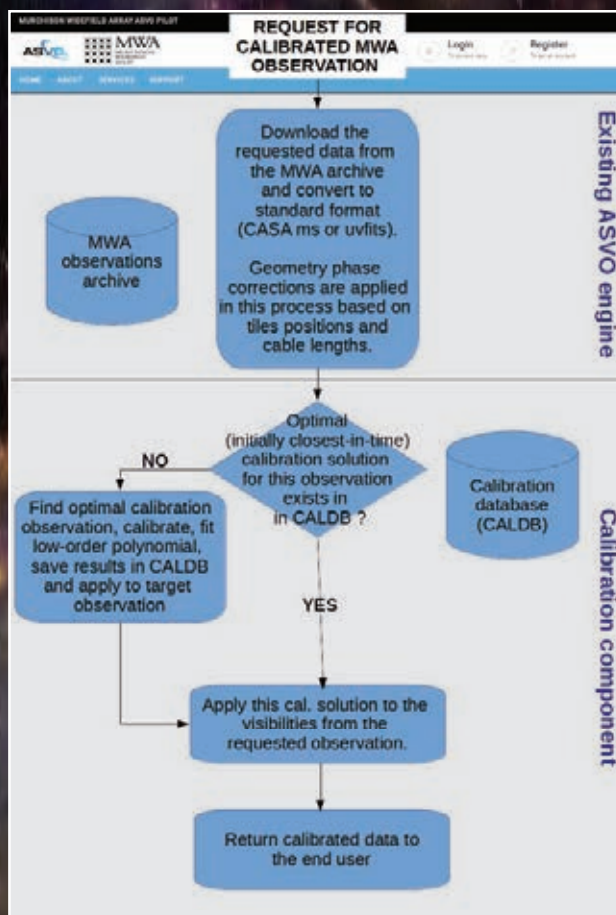 MURCHISON WIDEFIELD ARRAY ASVO PILOT
REQUEST FOR
CALIBRATED MWA
OBSERVATION
ASVO
MWA
Login
Register
HOME ABOUT SERVICES SUPPORT
Download the
requested data from
the MWA archive
and convert to
standard format
(CASA ms or uvfits).
Geometry phase
corrections are applied
in this process based on
tiles positions and
cable lengths.
MWA
observations
archive
Existing ASVO engine
Optimal
(initially closest-in-time)
calibration solution
for this observation
exists in
in CALDB ?
NO
YES
Calibration
database
(CALDB)
Find optimal calibration
observation, calibrate, fit
low-order polynomial,
save results in CALDB
and apply to target
observation
Calibration component
Apply this cal. solution to the
visibilities from the
requested observation.
Return calibrated data to
the end user